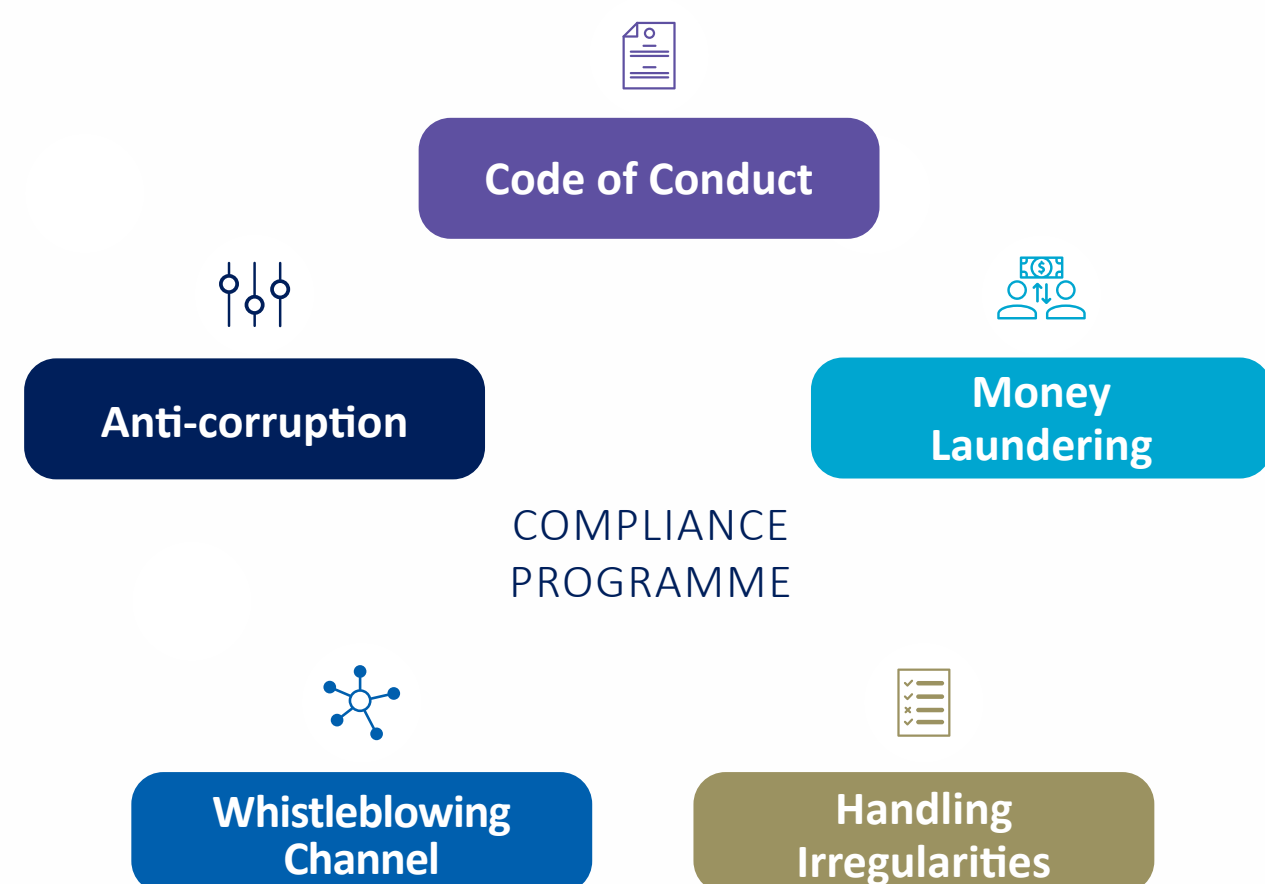 Code of Conduct
Anti-corruption
Money
Laundering
COMPLIANCE
PROGRAMME
Whistleblowing
Channel
Handling
Irregularities